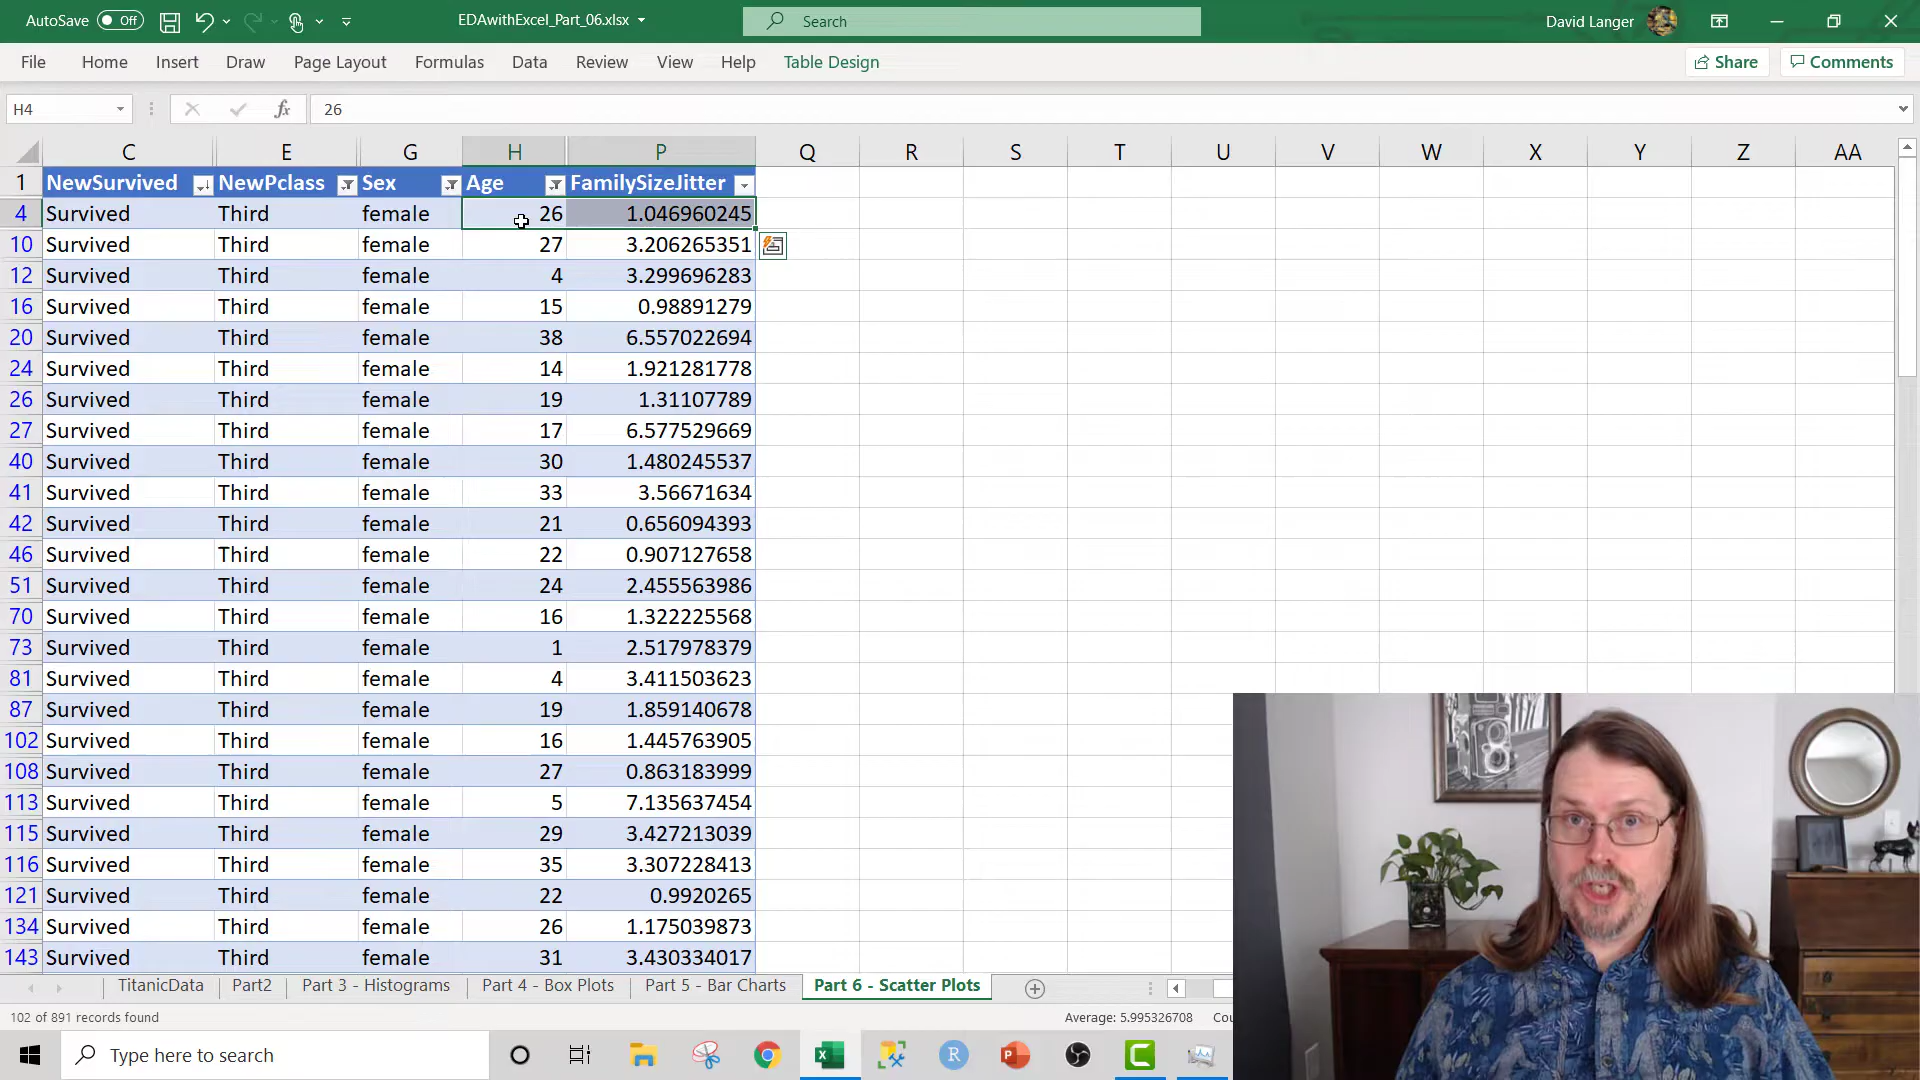 AutoSave Off EDAwithExcel_Part_06.xlsx Search David Langer
File Home Insert Draw Page Layout Formulas Data Review View Help Table Design Share Comments
H4 fx 26
C E G H P Q R S T U V W X Y Z AA
1 NewSurvived NewPclass Sex Age FamilySizeJitter
4 Survived Third female 26 1.046960245
10 Survived Third female 27 3.206265351
12 Survived Third female 4 3.299696283
16 Survived Third female 15 0.98891279
20 Survived Third female 38 6.557022694
24 Survived Third female 14 1.921281778
26 Survived Third female 19 1.31107789
27 Survived Third female 17 6.577529669
40 Survived Third female 30 1.480245537
41 Survived Third female 33 3.56671634
42 Survived Third female 21 0.656094393
46 Survived Third female 22 0.907127658
51 Survived Third female 24 2.455563986
70 Survived Third female 16 1.322225568
73 Survived Third female 1 2.517978379
81 Survived Third female 4 3.411503623
87 Survived Third female 19 1.859140678
102 Survived Third female 16 1.445763905
108 Survived Third female 27 0.863183999
113 Survived Third female 5 7.135637454
115 Survived Third female 29 3.427213039
116 Survived Third female 35 3.307228413
121 Survived Third female 22 0.9920265
134 Survived Third female 26 1.175039873
143 Survived Third female 31 3.430334017
TitanicData Part2 Part 3 - Histograms Part 4 - Box Plots Part 5 - Bar Charts Part 6 - Scatter Plots
102 of 891 records found Average: 5.995326708 Cou
Type here to search